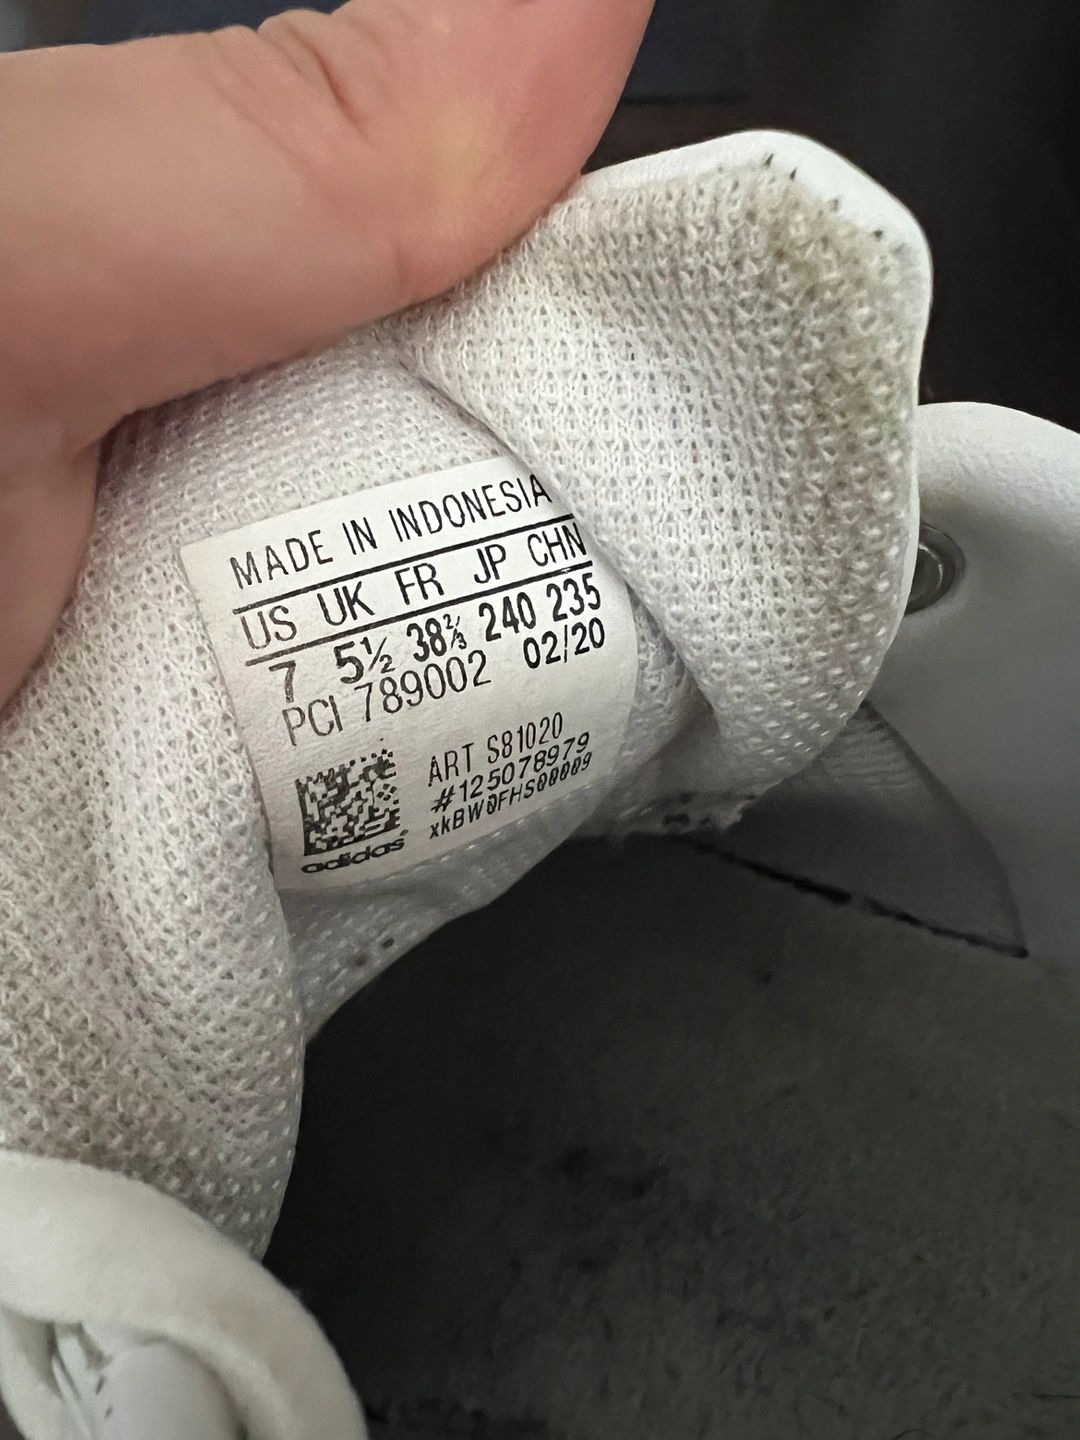 MADE IN INDONESIA
US UK FR JP CHN
7 5½ 38⅔ 240 235
PCI 789002 02/20
ART S81020
#125078979
xkBW0FHS00009
adidas